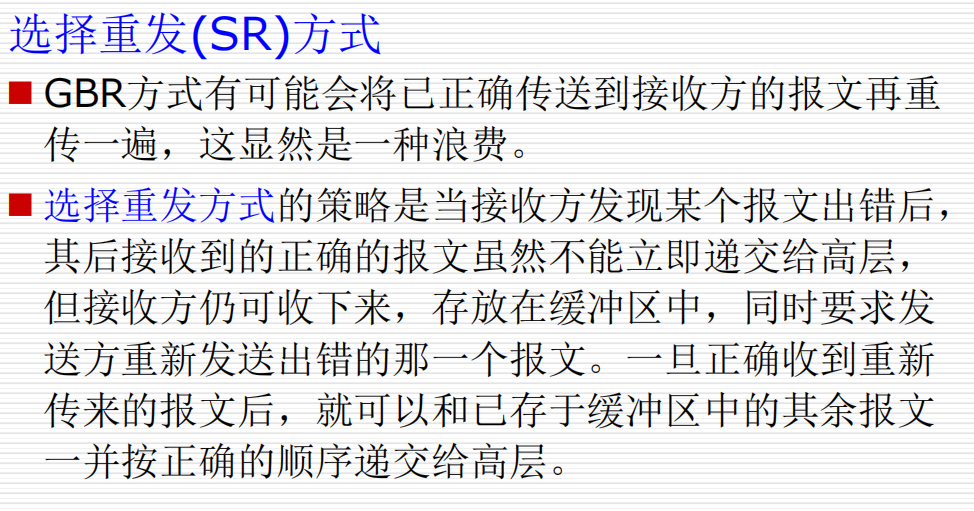 选择重发(SR)方式
GBR方式有可能会将已正确传送到接收方的报文再重
传一遍，这显然是一种浪费。
选择重发方式的策略是当接收方发现某个报文出错后，
其后接收到的正确的报文虽然不能立即递交给高层，
但接收方仍可收下来，存放在缓冲区中，同时要求发
送方重新发送出错的那一个报文。一旦正确收到重新
传来的报文后，就可以和已存于缓冲区中的其余报文
一并按正确的顺序递交给高层。